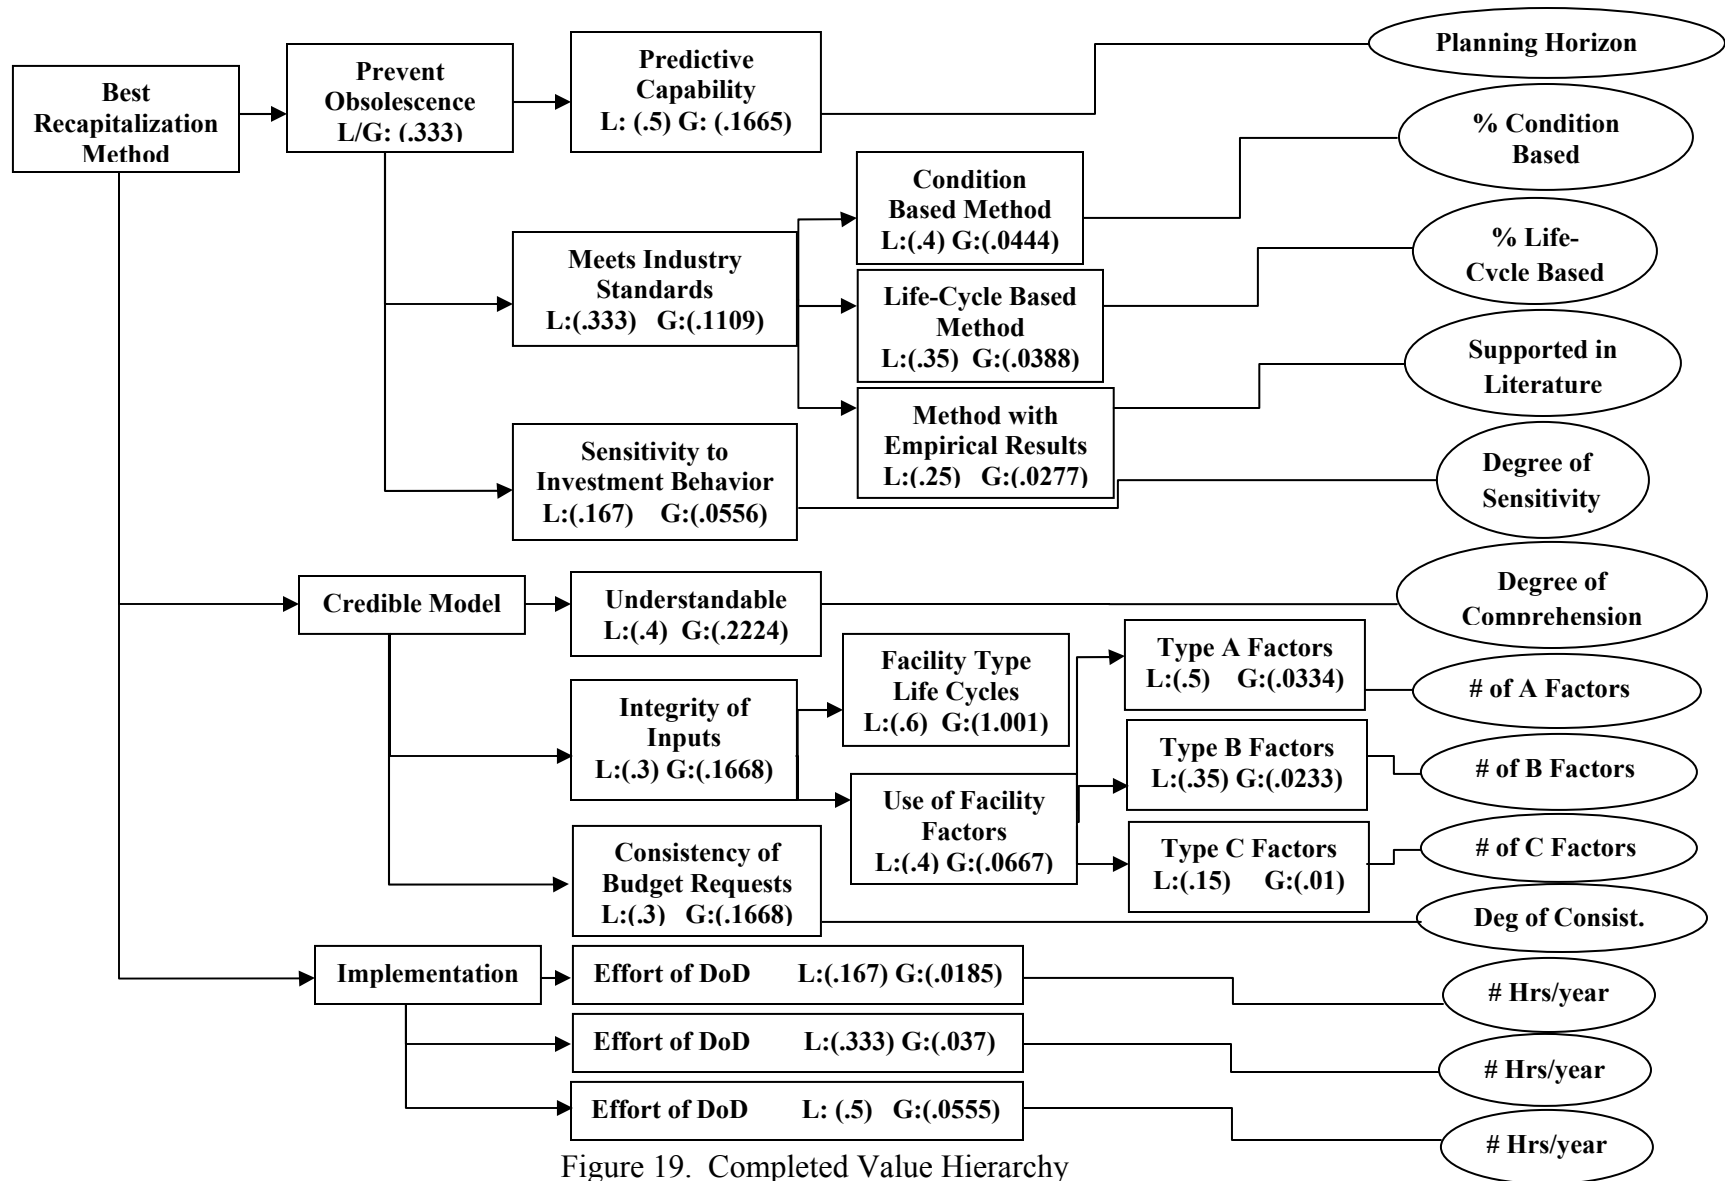 Best
Recapitalization
Method
Prevent
Obsolescence
L/G: (.333)
Predictive
Capability
L: (.5) G: (.1665)
Planning Horizon
% Condition
Based
Condition
Based Method
L:(.4) G:(.0444)
Meets Industry
Standards
L:(.333) G:(.1109)
% Life-
Cycle Based
Life-Cycle Based
Method
L:(.35) G:(.0388)
Supported in
Literature
Method with
Empirical Results
L:(.25) G:(.0277)
Sensitivity to
Investment Behavior
L:(.167) G:(.0556)
Degree of
Sensitivity
Credible Model
Understandable
L:(.4) G:(.2224)
Degree of
Comprehension
Integrity of
Inputs
L:(.3) G:(.1668)
Facility Type
Life Cycles
L:(.6) G:(1.001)
Type A Factors
L:(.5) G:(.0334)
# of A Factors
Use of Facility
Factors
L:(.4) G:(.0667)
Type B Factors
L:(.35) G:(.0233)
# of B Factors
Type C Factors
L:(.15) G:(.01)
# of C Factors
Consistency of
Budget Requests
L:(.3) G:(.1668)
Deg of Consist.
Implementation
Effort of DoD L:(.167) G:(.0185)
# Hrs/year
Effort of DoD L:(.333) G:(.037)
# Hrs/year
Effort of DoD L: (.5) G:(.0555)
# Hrs/year
Figure 19. Completed Value Hierarchy